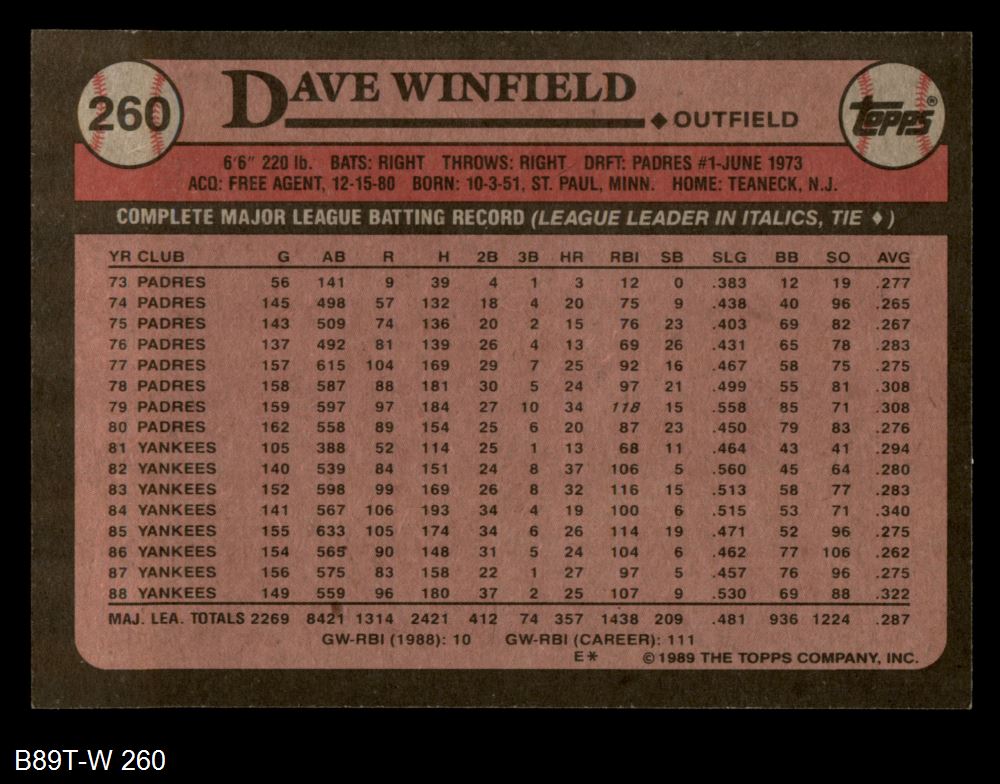 260
DAVE WINFIELD
◆ OUTFIELD
TOPPS®
6'6" 220 lb. BATS: RIGHT THROWS: RIGHT DRFT: PADRES #1-JUNE 1973
ACQ: FREE AGENT, 12-15-80 BORN: 10-3-51, ST. PAUL, MINN. HOME: TEANECK, N.J.
COMPLETE MAJOR LEAGUE BATTING RECORD (LEAGUE LEADER IN ITALICS, TIE ♦)
YR CLUB G AB R H 2B 3B HR RBI SB SLG BB SO AVG
73 PADRES 56 141 9 39 4 1 3 12 0 .383 12 19 .277
74 PADRES 145 498 57 132 18 4 20 75 9 .438 40 96 .265
75 PADRES 143 509 74 136 20 2 15 76 23 .403 69 82 .267
76 PADRES 137 492 81 139 26 4 13 69 26 .431 65 78 .283
77 PADRES 157 615 104 169 29 7 25 92 16 .467 58 75 .275
78 PADRES 158 587 88 181 30 5 24 97 21 .499 55 81 .308
79 PADRES 159 597 97 184 27 10 34 118 15 .558 85 71 .308
80 PADRES 162 558 89 154 25 6 20 87 23 .450 79 83 .276
81 YANKEES 105 388 52 114 25 1 13 68 11 .464 43 41 .294
82 YANKEES 140 539 84 151 24 8 37 106 5 .560 45 64 .280
83 YANKEES 152 598 99 169 26 8 32 116 15 .513 58 77 .283
84 YANKEES 141 567 106 193 34 4 19 100 6 .515 53 71 .340
85 YANKEES 155 633 105 174 34 6 26 114 19 .471 52 96 .275
86 YANKEES 154 565 90 148 31 5 24 104 6 .462 77 106 .262
87 YANKEES 156 575 83 158 22 1 27 97 5 .457 76 96 .275
88 YANKEES 149 559 96 180 37 2 25 107 9 .530 69 88 .322
MAJ. LEA. TOTALS 2269 8421 1314 2421 412 74 357 1438 209 .481 936 1224 .287
GW-RBI (1988): 10 GW-RBI (CAREER): 111
E* ©1989 THE TOPPS COMPANY, INC.
B89T-W 260